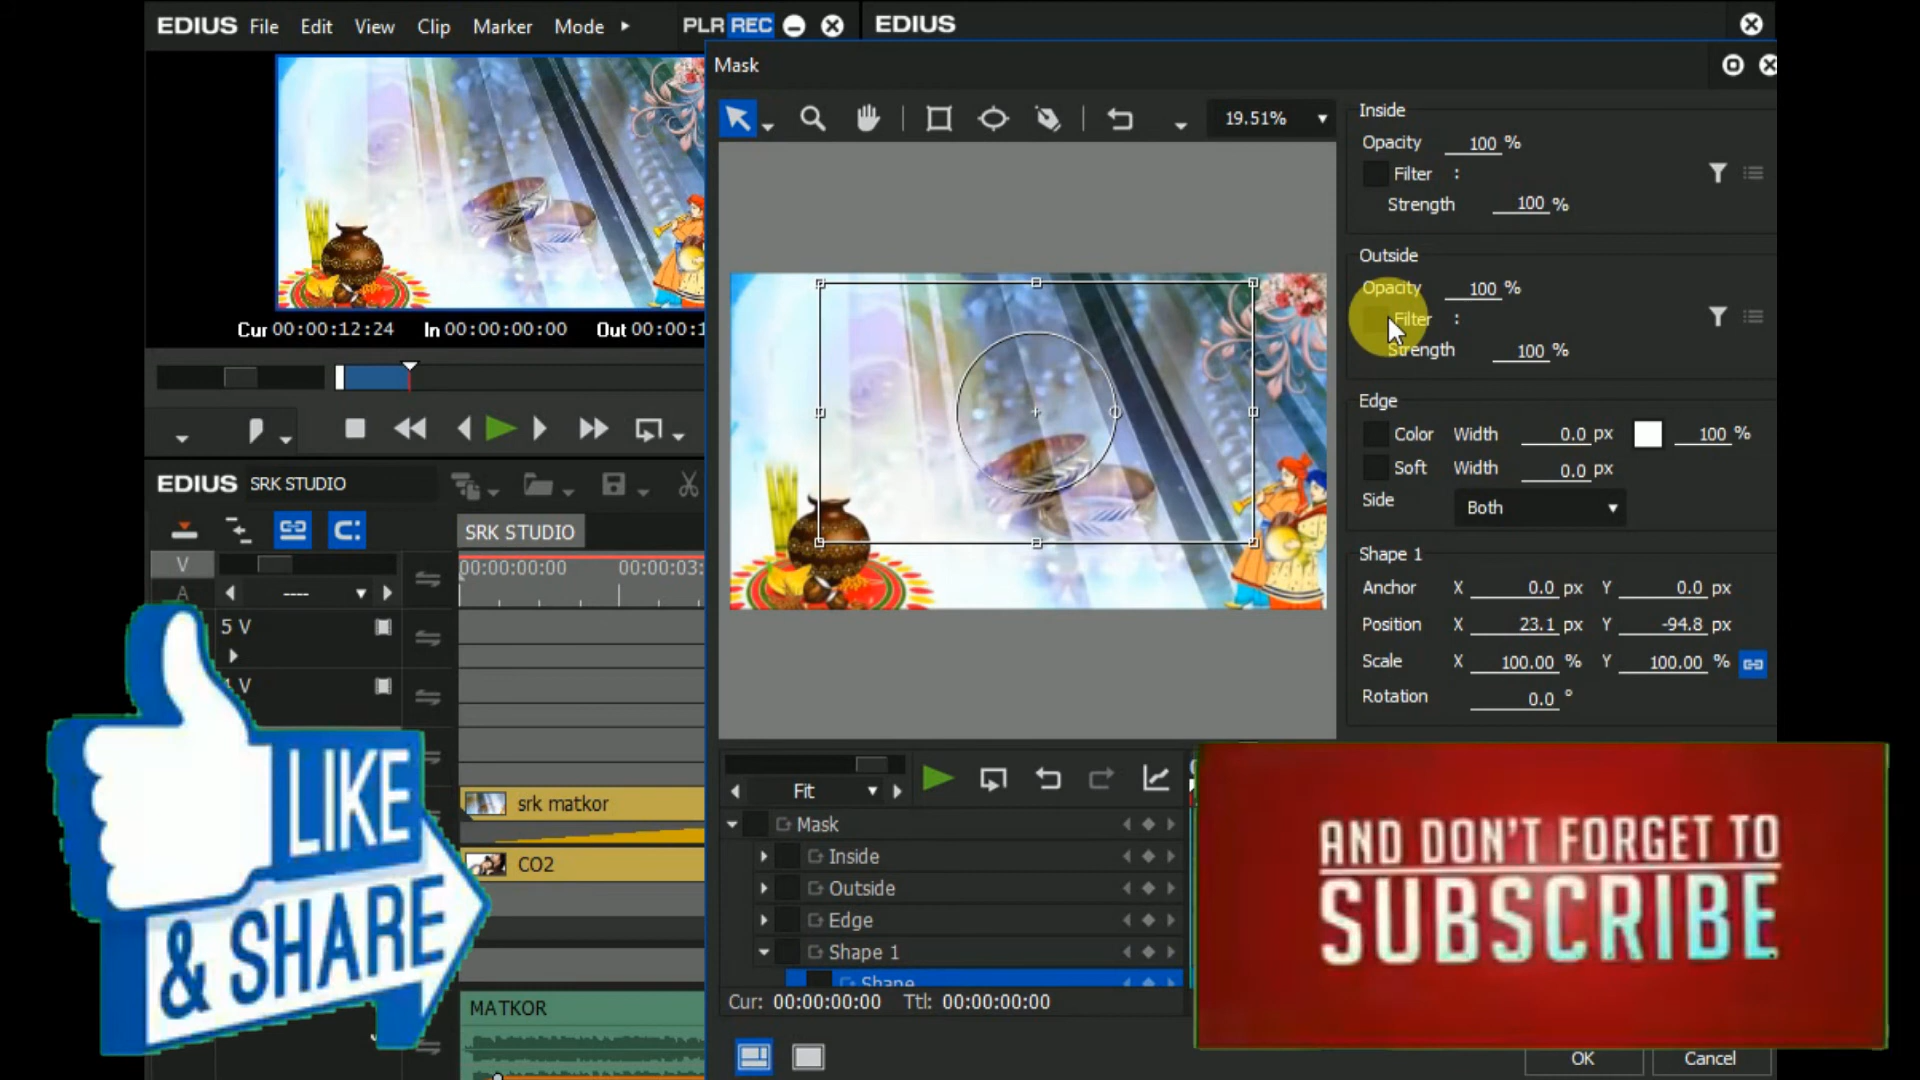 EDIUS File Edit View Clip Marker Mode PLR REC
EDIUS
Mask
19.51%
Inside
Opacity 100 %
Filter :
Strength 100 %
Outside
Opacity 100 %
Filter :
Strength 100 %
Edge
Color Width 0.0 px 100 %
Soft Width 0.0 px
Side Both
Shape 1
Anchor X 0.0 px Y 0.0 px
Position X 23.1 px Y -94.8 px
Scale X 100.00 % Y 100.00 %
Rotation 0.0 °
Cur 00:00:12:24 In 00:00:00:00 Out 00:00:1
EDIUS SRK STUDIO
SRK STUDIO
V
A
00:00:00:00 00:00:03:
----
5 V
V
srk matkor
CO2
MATKOR
Fit
Mask
Inside
Outside
Edge
Shape 1
Shape
Cur: 00:00:00:00 Ttl: 00:00:00:00
OK Cancel
LIKE
& SHARE
AND DON'T FORGET TO
SUBSCRIBE